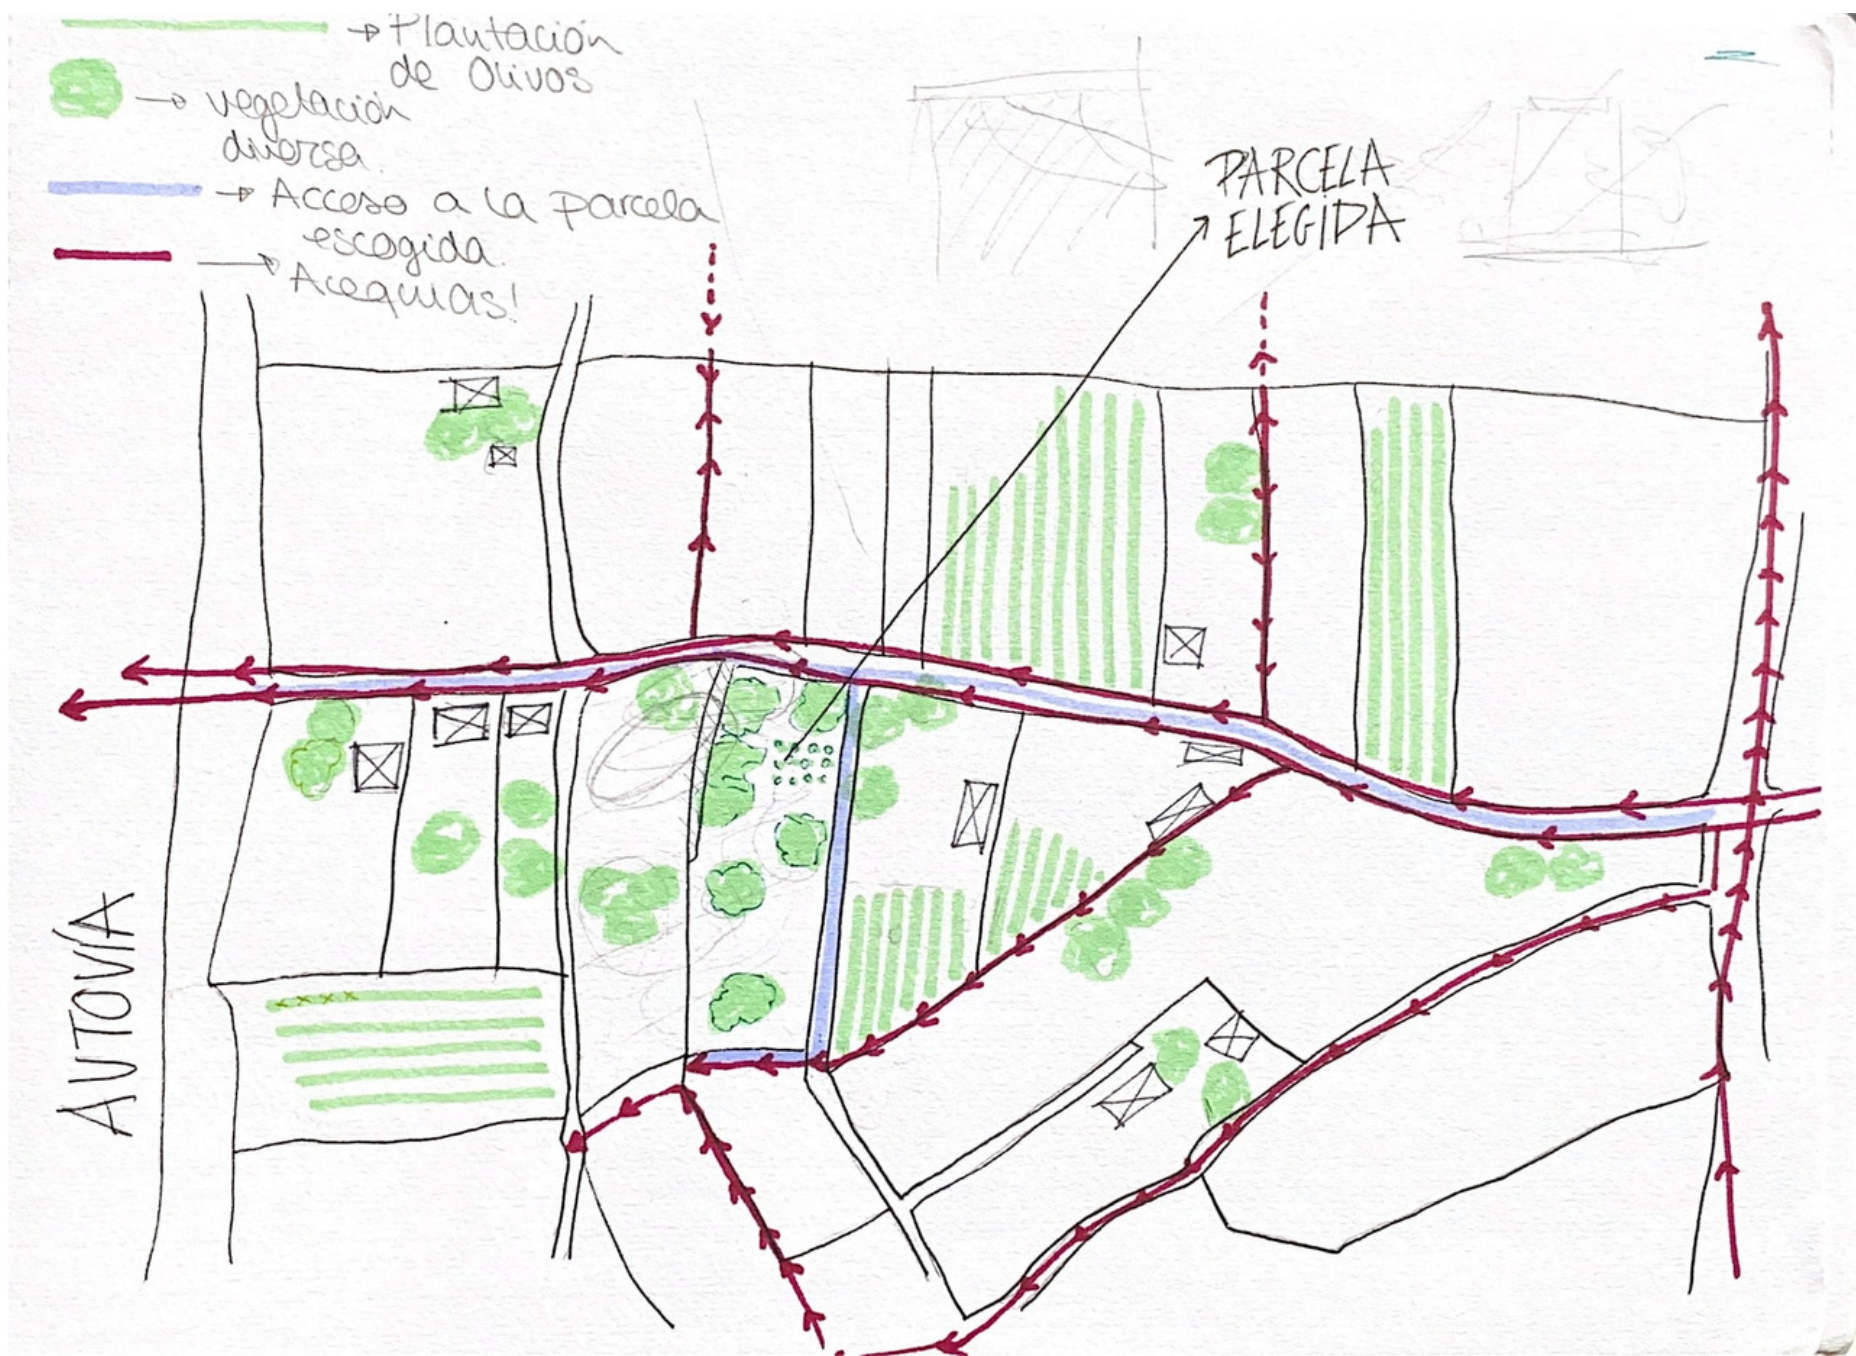 → Plantación
de Olivos
→ vegetación
diversa.
→ Acceso a la parcela
escogida.
→ Acequias!
PARCELA
ELEGIDA
AUTOVÍA